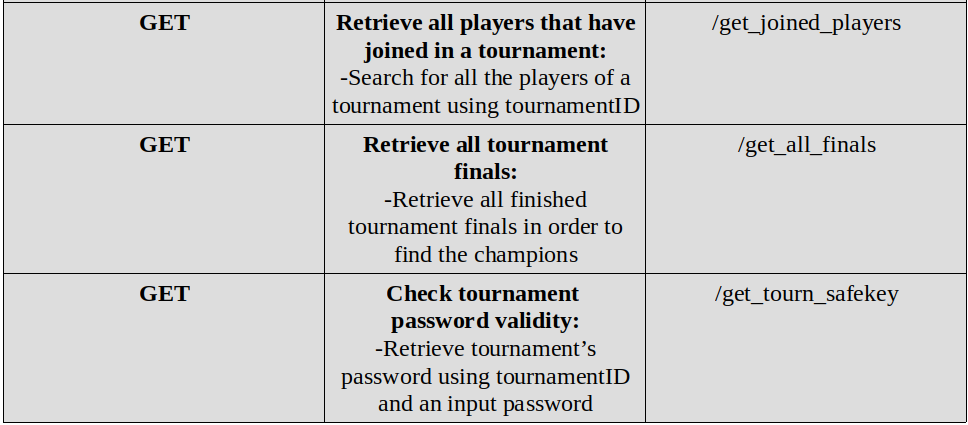 GET
Retrieve all players that have
joined in a tournament:
-Search for all the players of a
tournament using tournamentID
/get_joined_players
GET
Retrieve all tournament
finals:
-Retrieve all finished
tournament finals in order to
find the champions
/get_all_finals
GET
Check tournament
password validity:
-Retrieve tournament’s
password using tournamentID
and an input password
/get_tourn_safekey